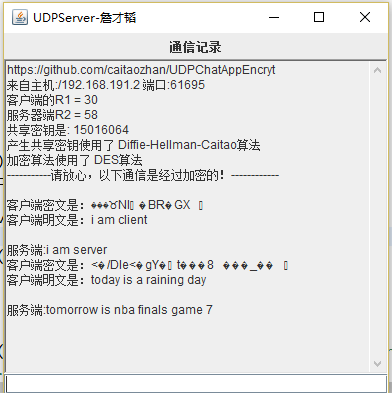 UDPServer-詹才韬
通信记录
https://github.com/caitaozhan/UDPChatAppEncryt
来自主机:/192.168.191.2 端口:61695
客户端的R1 = 30
服务器端R2 = 58
共享密钥是: 15016064
产生共享密钥使用了 Diffie-Hellman-Caitao算法
加密算法使用了 DES算法
-----------请放心，以下通信是经过加密的！------------
客户端密文是：
客户端明文是：i am client
服务端:i am server
客户端密文是：
客户端明文是：today is a raining day
服务端:tomorrow is nba finals game 7